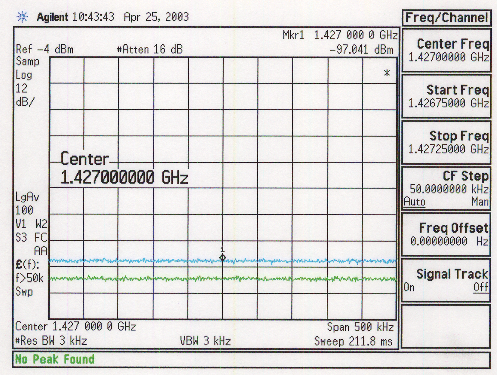 Agilent 10:43:43 Apr 25, 2003
Freq/Channel
Mkr1 1.427 000 0 GHz
Ref -4 dBm #Atten 16 dB -97.041 dBm
Samp
Log
12
dB/
Center
1.427000000 GHz
LgAv
100
V1 W2
S3 FC
AA
£(f):
f>50k
Swp
1
Center 1.427 000 0 GHz Span 500 kHz
#Res BW 3 kHz VBW 3 kHz Sweep 211.8 ms
No Peak Found
Center Freq
1.42700000 GHz
Start Freq
1.42675000 GHz
Stop Freq
1.42725000 GHz
CF Step
50.0000000 kHz
Auto Man
Freq Offset
0.00000000 Hz
Signal Track
On Off